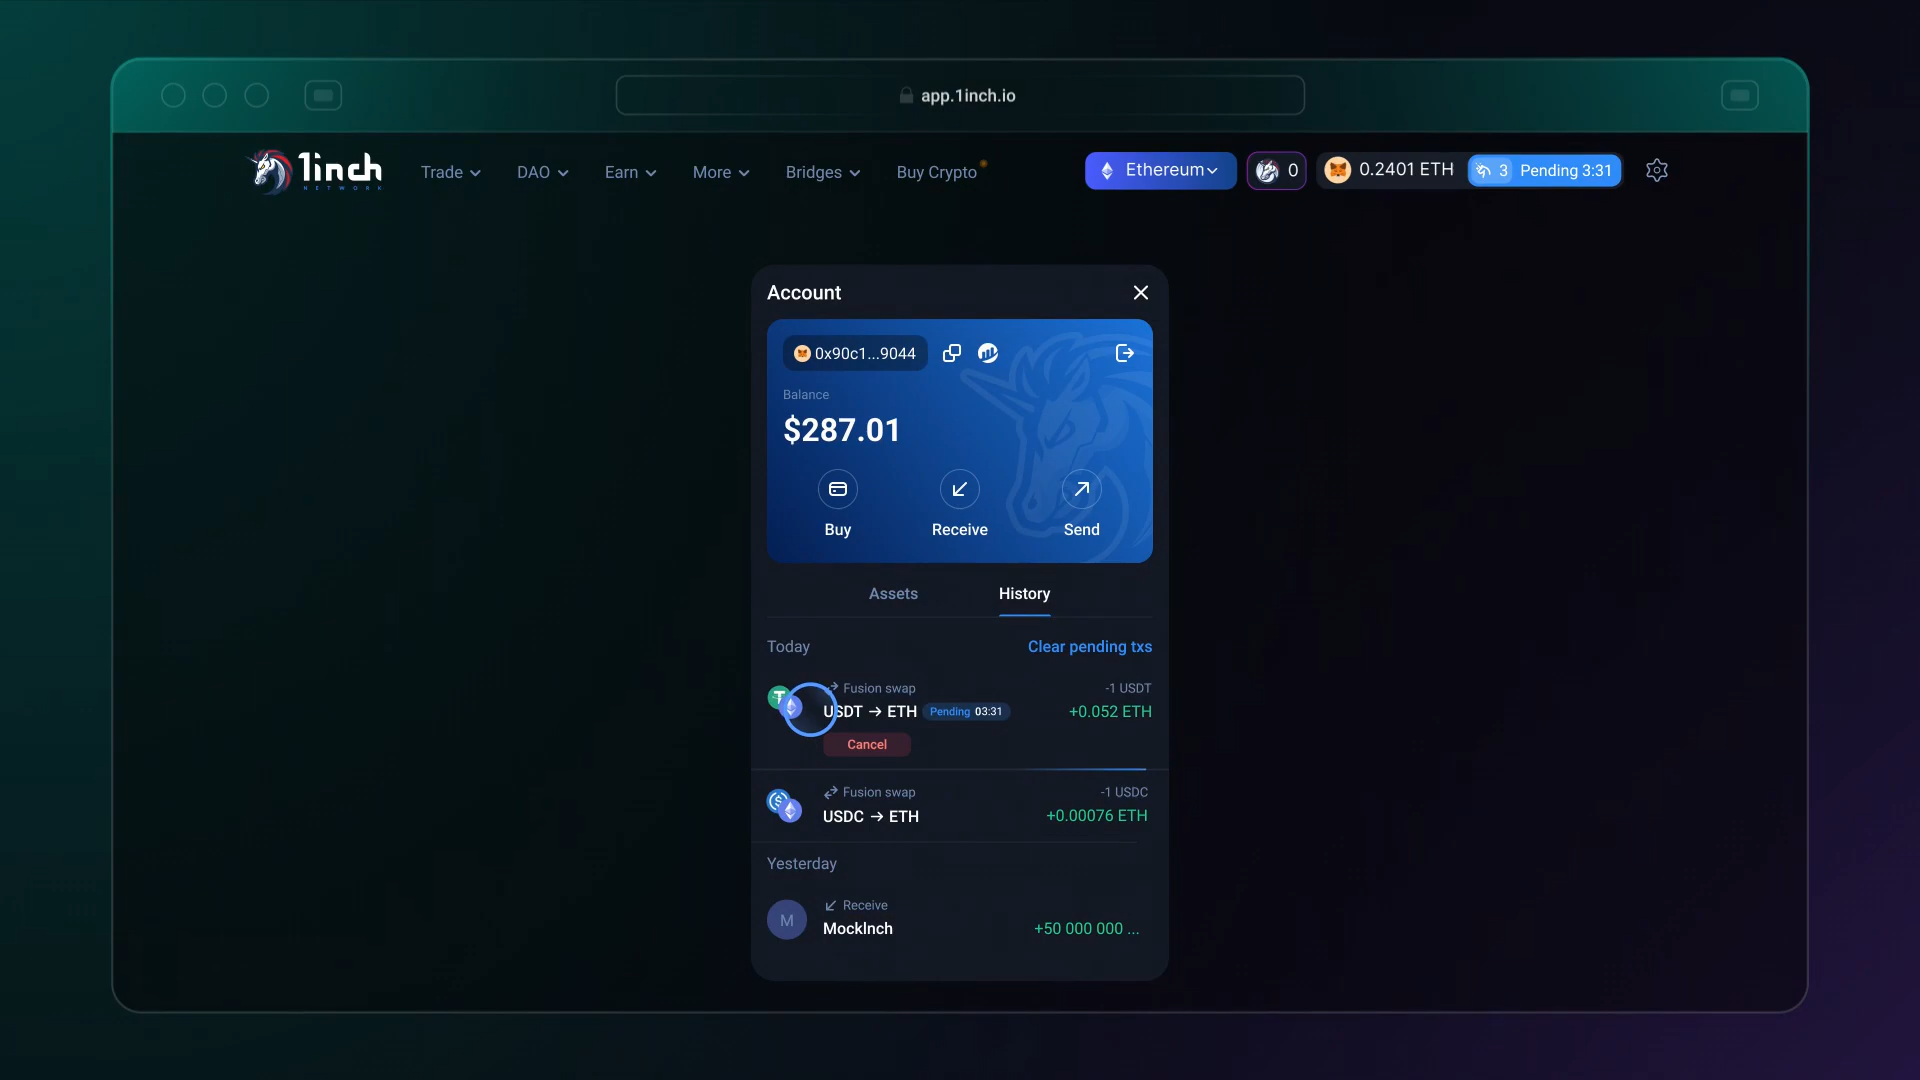 app.1inch.io
1inch
NETWORK
Trade
DAO
Earn
More
Bridges
Buy Crypto
Ethereum
0
0.2401 ETH
3
Pending 3:31
Account
0x90c1...9044
Balance
$287.01
Buy
Receive
Send
Assets
History
Today
Clear pending txs
Fusion swap
-1 USDT
USDT → ETH
Pending 03:31
+0.052 ETH
Cancel
Fusion swap
-1 USDC
USDC → ETH
+0.00076 ETH
Yesterday
M
Receive
MockInch
+50 000 000 ...